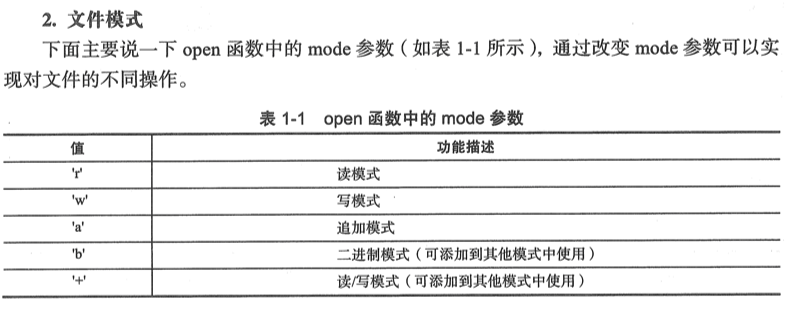 2. 文件模式
下面主要说一下 open 函数中的 mode 参数（如表 1-1 所示），通过改变 mode 参数可以实
现对文件的不同操作。
表 1-1 open 函数中的 mode 参数
值 功能描述
'r' 读模式
'w' 写模式
'a' 追加模式
'b' 二进制模式（可添加到其他模式中使用）
'+' 读/写模式（可添加到其他模式中使用）